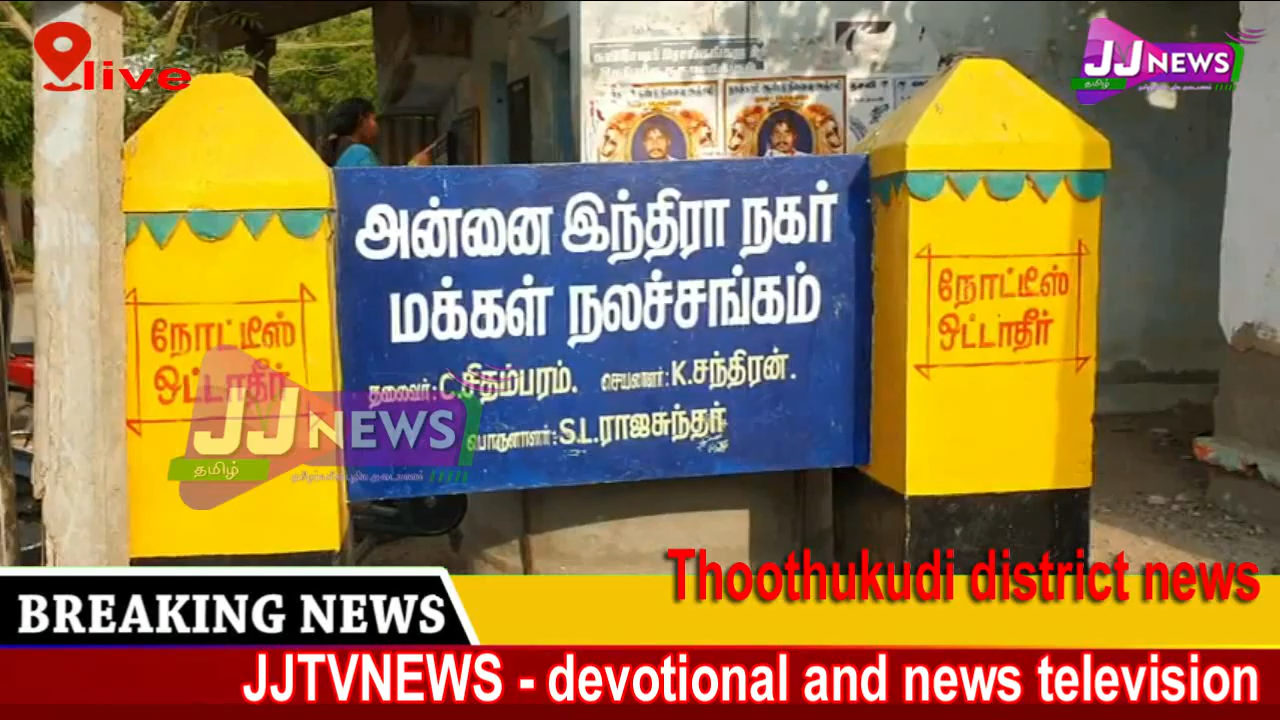 live
JJ NEWS
தமிழ்
அன்னை இந்திரா நகர்
மக்கள் நலச்சங்கம்
தலைவர்: C.சிதம்பரம். செயலாளர்: K.சந்திரன்.
பொருளாளர்: S.L.ராஜசுந்தர்
நோட்டீஸ்
ஒட்டாதீர்
நோட்டீஸ்
ஒட்டாதீர்
JJ NEWS
தமிழ்
Thoothukudi district news
BREAKING NEWS
JJTVNEWS - devotional and news television